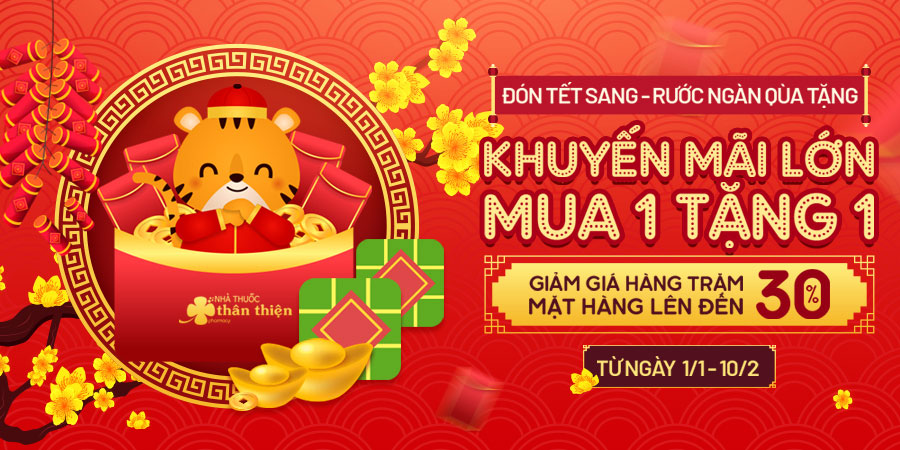 ĐÓN TẾT SANG - RƯỚC NGÀN QÙA TẶNG
KHUYẾN MÃI LỚN
MUA 1 TẶNG 1
GIẢM GIÁ HÀNG TRĂM
MẶT HÀNG LÊN ĐẾN 30%
TỪ NGÀY 1/1 - 10/2
NHÀ THUỐC
thân thiện
pharmacy